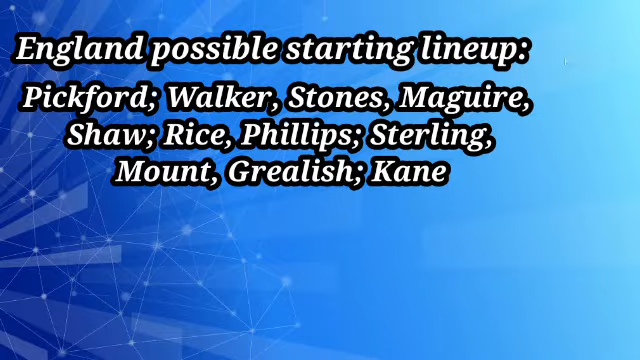 England possible starting lineup:
Pickford; Walker, Stones, Maguire,
Shaw; Rice, Phillips; Sterling,
Mount, Grealish; Kane